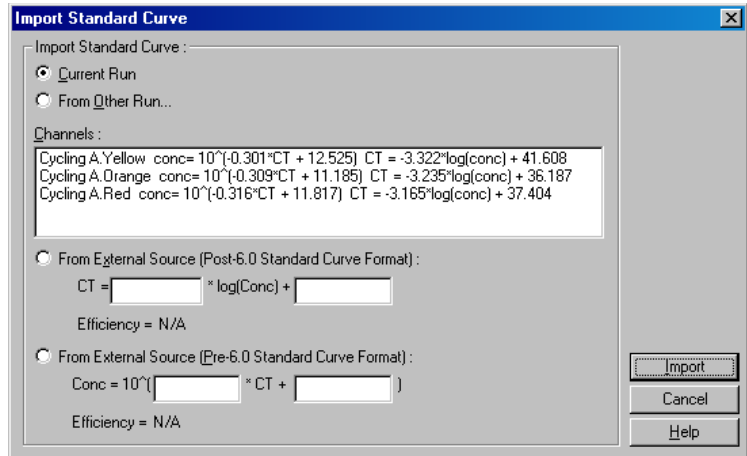 Import Standard Curve
Import Standard Curve :
Current Run
From Other Run...
Channels :
Cycling A.Yellow conc= 10^(-0.301*CT + 12.525) CT = -3.322*log(conc) + 41.608
Cycling A.Orange conc= 10^(-0.309*CT + 11.185) CT = -3.235*log(conc) + 36.187
Cycling A.Red conc= 10^(-0.316*CT + 11.817) CT = -3.165*log(conc) + 37.404
From External Source (Post-6.0 Standard Curve Format) :
CT = * log(Conc) +
Efficiency = N/A
From External Source (Pre-6.0 Standard Curve Format) :
Conc = 10^( * CT + )
Efficiency = N/A
Import
Cancel
Help